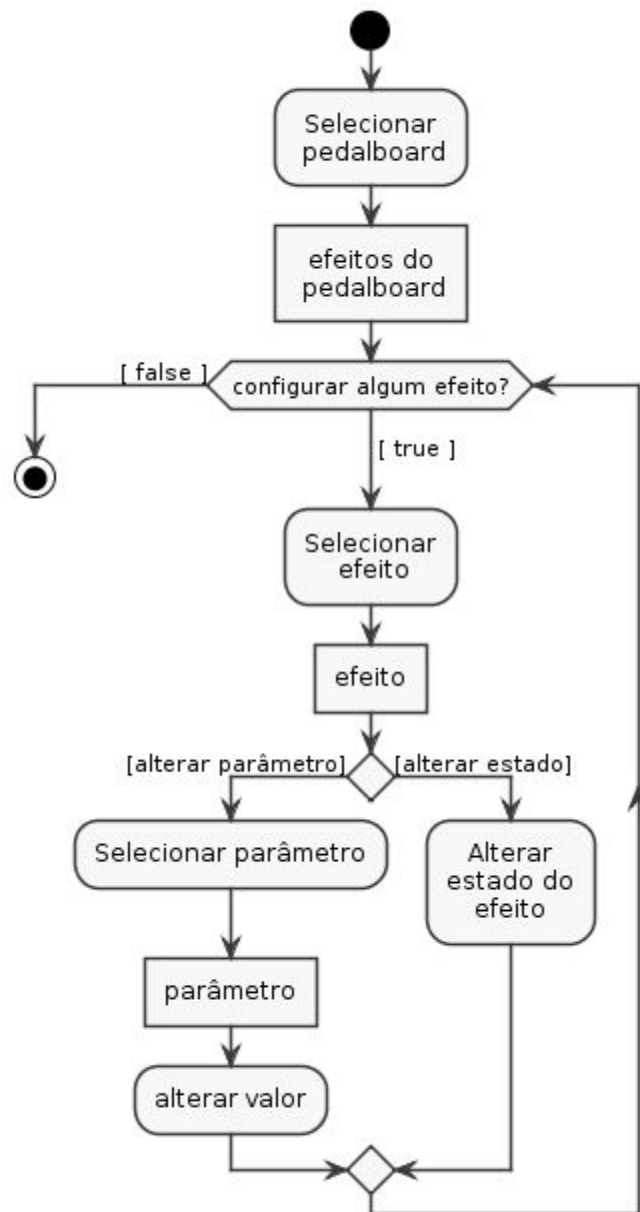 Selecionar
pedalboard
efeitos do
pedalboard
[ false ]
configurar algum efeito?
[ true ]
Selecionar
efeito
efeito
[alterar parâmetro]
[alterar estado]
Selecionar parâmetro
Alterar
estado do
efeito
parâmetro
alterar valor